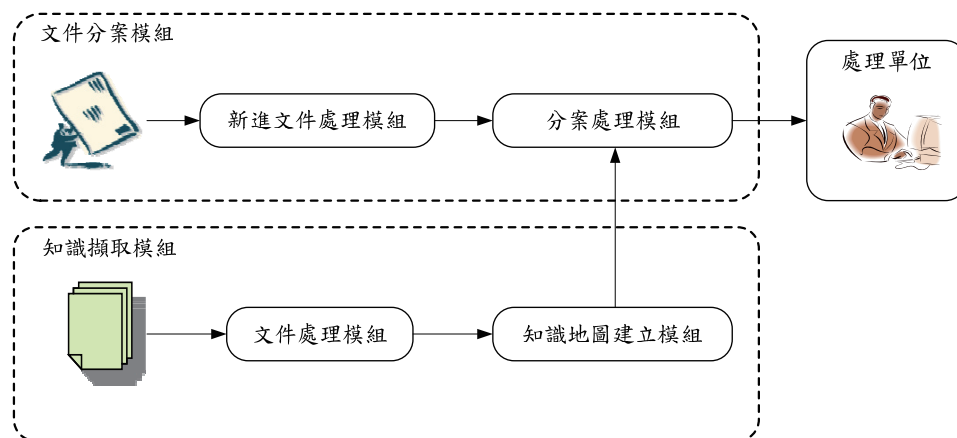 文件分案模組
處理單位
新進文件處理模組
分案處理模組
知識擷取模組
文件處理模組
知識地圖建立模組